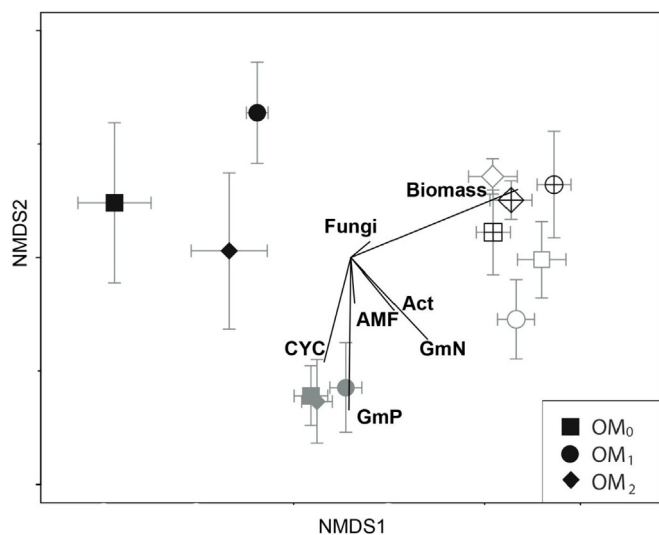 NMDS2
Biomass
Fungi
Act
AMF
CYC
GmN
GmP
OM₀
OM₁
OM₂
NMDS1